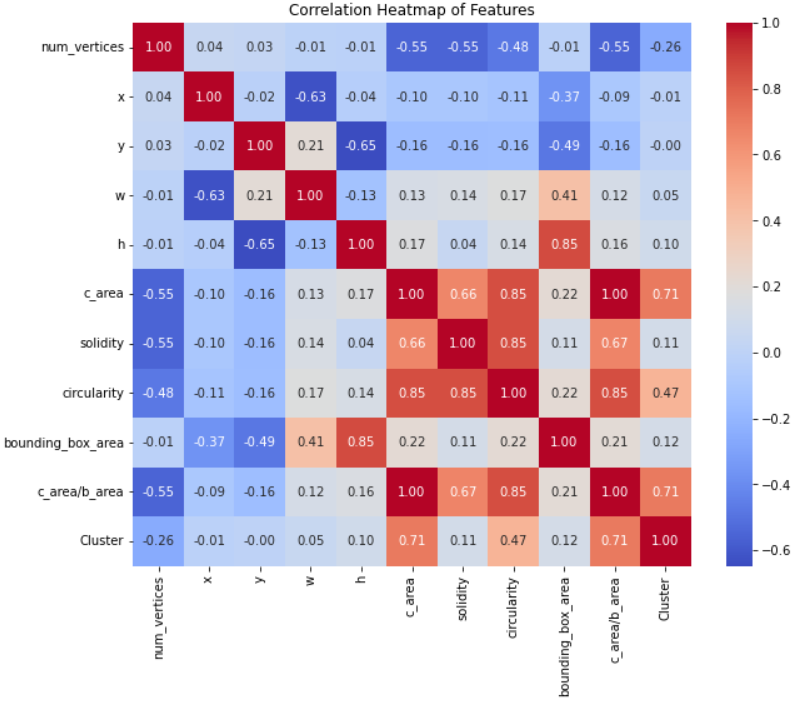 Correlation Heatmap of Features
num_vertices 1.00 0.04 0.03 -0.01 -0.01 -0.55 -0.55 -0.48 -0.01 -0.55 -0.26
x 0.04 1.00 -0.02 -0.63 -0.04 -0.10 -0.10 -0.11 -0.37 -0.09 -0.01
y 0.03 -0.02 1.00 0.21 -0.65 -0.16 -0.16 -0.16 -0.49 -0.16 -0.00
w -0.01 -0.63 0.21 1.00 -0.13 0.13 0.14 0.17 0.41 0.12 0.05
h -0.01 -0.04 -0.65 -0.13 1.00 0.17 0.04 0.14 0.85 0.16 0.10
c_area -0.55 -0.10 -0.16 0.13 0.17 1.00 0.66 0.85 0.22 1.00 0.71
solidity -0.55 -0.10 -0.16 0.14 0.04 0.66 1.00 0.85 0.11 0.67 0.11
circularity -0.48 -0.11 -0.16 0.17 0.14 0.85 0.85 1.00 0.22 0.85 0.47
bounding_box_area -0.01 -0.37 -0.49 0.41 0.85 0.22 0.11 0.22 1.00 0.21 0.12
c_area/b_area -0.55 -0.09 -0.16 0.12 0.16 1.00 0.67 0.85 0.21 1.00 0.71
Cluster -0.26 -0.01 -0.00 0.05 0.10 0.71 0.11 0.47 0.12 0.71 1.00
num_vertices
x
y
w
h
c_area
solidity
circularity
bounding_box_area
c_area/b_area
Cluster
1.0
0.8
0.6
0.4
0.2
0.0
−0.2
−0.4
−0.6